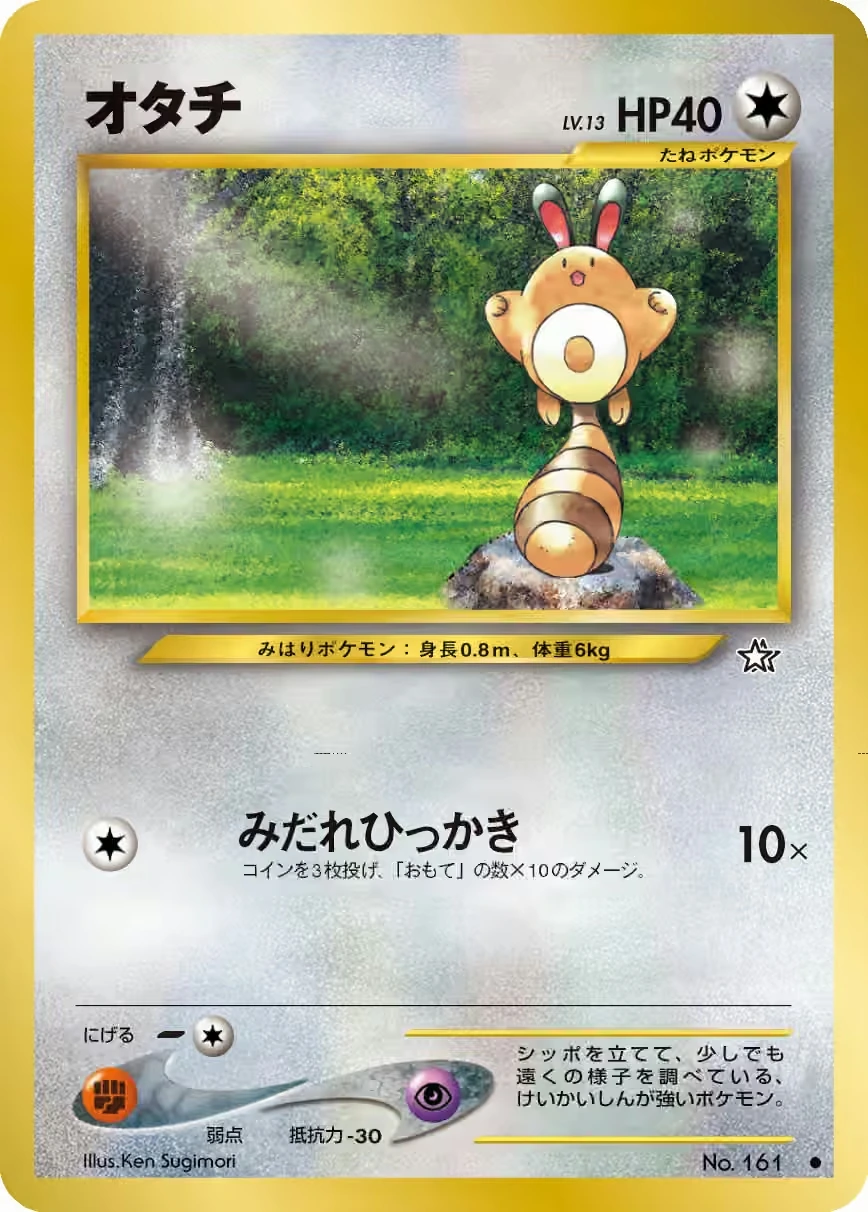 オタチ
LV.13 HP40
たねポケモン
みはりポケモン：身長0.8m、体重6kg
みだれひっかき
10×
コインを3枚投げ、「おもて」の数×10のダメージ。
にげる
シッポを立てて、少しでも
遠くの様子を調べている、
けいかいしんが強いポケモン。
弱点
抵抗力-30
Illus.Ken Sugimori
No. 161